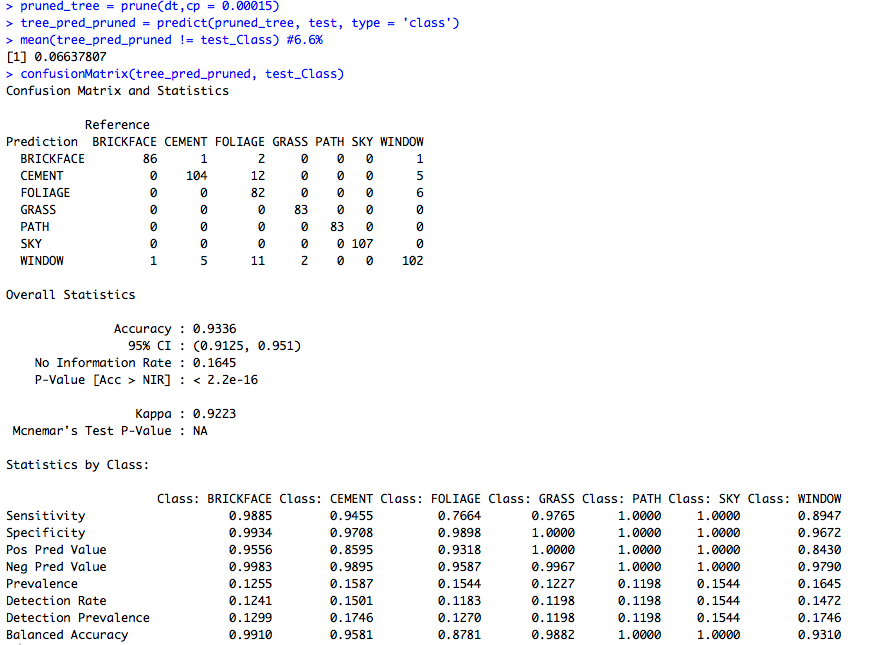 > pruned_tree = prune(dt,cp = 0.00015)
> tree_pred_pruned = predict(pruned_tree, test, type = 'class')
> mean(tree_pred_pruned != test_Class) #6.6%
[1] 0.06637807
> confusionMatrix(tree_pred_pruned, test_Class)
Confusion Matrix and Statistics

          Reference
Prediction  BRICKFACE CEMENT FOLIAGE GRASS PATH SKY WINDOW
  BRICKFACE        86      1       2     0    0   0      1
  CEMENT            0    104      12     0    0   0      5
  FOLIAGE           0      0      82     0    0   0      6
  GRASS             0      0       0    83    0   0      0
  PATH              0      0       0     0   83   0      0
  SKY               0      0       0     0    0 107      0
  WINDOW            1      5      11     2    0   0    102

Overall Statistics

               Accuracy : 0.9336
                 95% CI : (0.9125, 0.951)
    No Information Rate : 0.1645
    P-Value [Acc > NIR] : < 2.2e-16

                  Kappa : 0.9223
 Mcnemar's Test P-Value : NA

Statistics by Class:

                     Class: BRICKFACE Class: CEMENT Class: FOLIAGE Class: GRASS Class: PATH Class: SKY Class: WINDOW
Sensitivity                    0.9885        0.9455         0.7664       0.9765      1.0000     1.0000        0.8947
Specificity                    0.9934        0.9708         0.9898       1.0000      1.0000     1.0000        0.9672
Pos Pred Value                 0.9556        0.8595         0.9318       1.0000      1.0000     1.0000        0.8430
Neg Pred Value                 0.9983        0.9895         0.9587       0.9967      1.0000     1.0000        0.9790
Prevalence                     0.1255        0.1587         0.1544       0.1227      0.1198     0.1544        0.1645
Detection Rate                 0.1241        0.1501         0.1183       0.1198      0.1198     0.1544        0.1472
Detection Prevalence           0.1299        0.1746         0.1270       0.1198      0.1198     0.1544        0.1746
Balanced Accuracy              0.9910        0.9581         0.8781       0.9882      1.0000     1.0000        0.9310